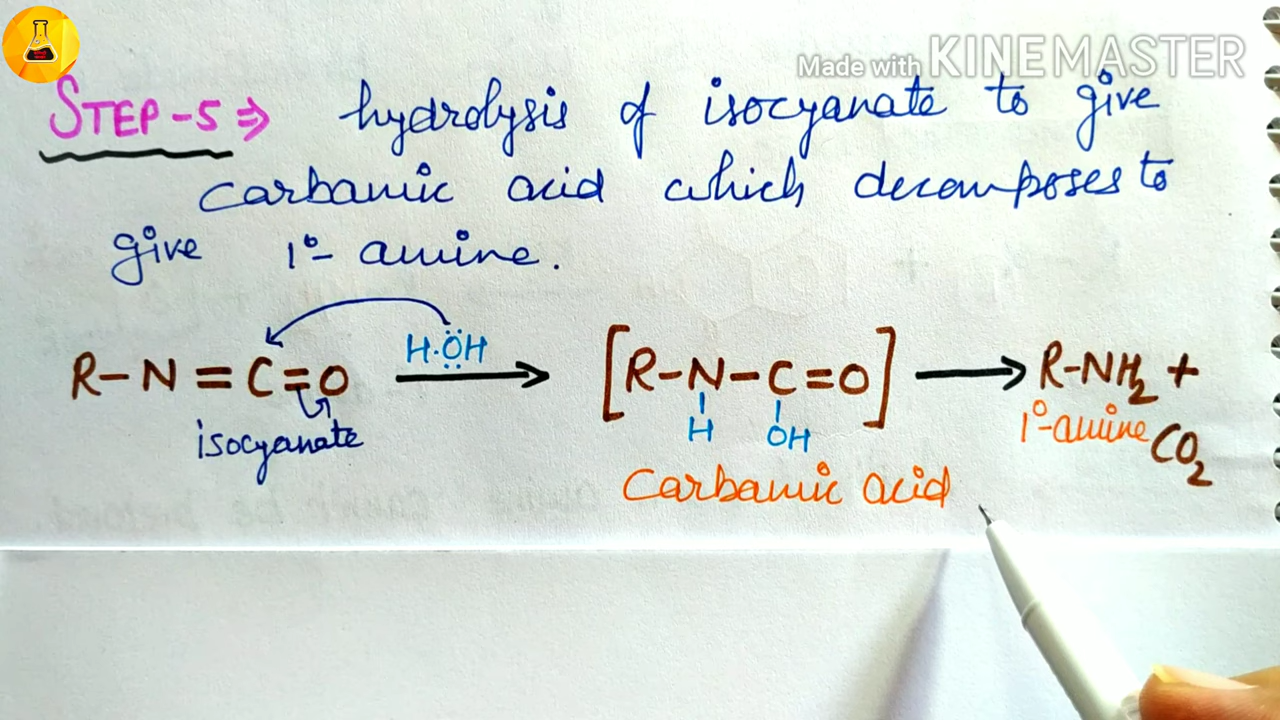 Made with KINEMASTER
STEP-5 ⇒ hydrolysis of isocyanate to give
carbamic acid which decomposes to
give 1°- amine.
R-N=C=O H·ÖH [R-N-C=O] R-NH₂ +
H OH
isocyanate
1°-amine CO₂
Carbamic acid